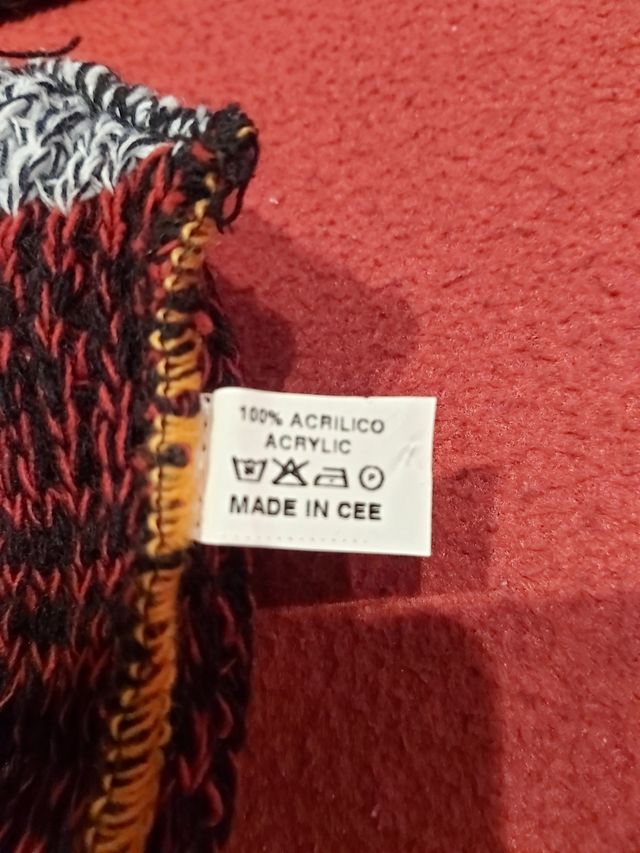 100% ACRILICO
ACRYLIC
P
MADE IN CEE